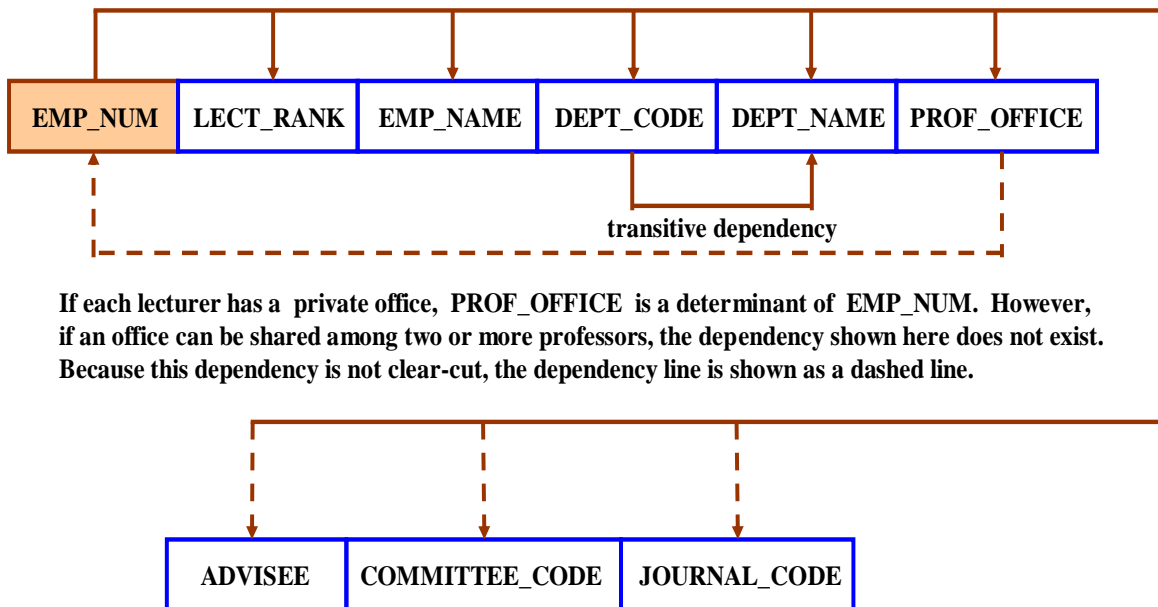 EMP_NUM LECT_RANK EMP_NAME DEPT_CODE DEPT_NAME PROF_OFFICE
transitive dependency
If each lecturer has a private office, PROF_OFFICE is a determinant of EMP_NUM. However,
if an office can be shared among two or more professors, the dependency shown here does not exist.
Because this dependency is not clear-cut, the dependency line is shown as a dashed line.
ADVISEE COMMITTEE_CODE JOURNAL_CODE